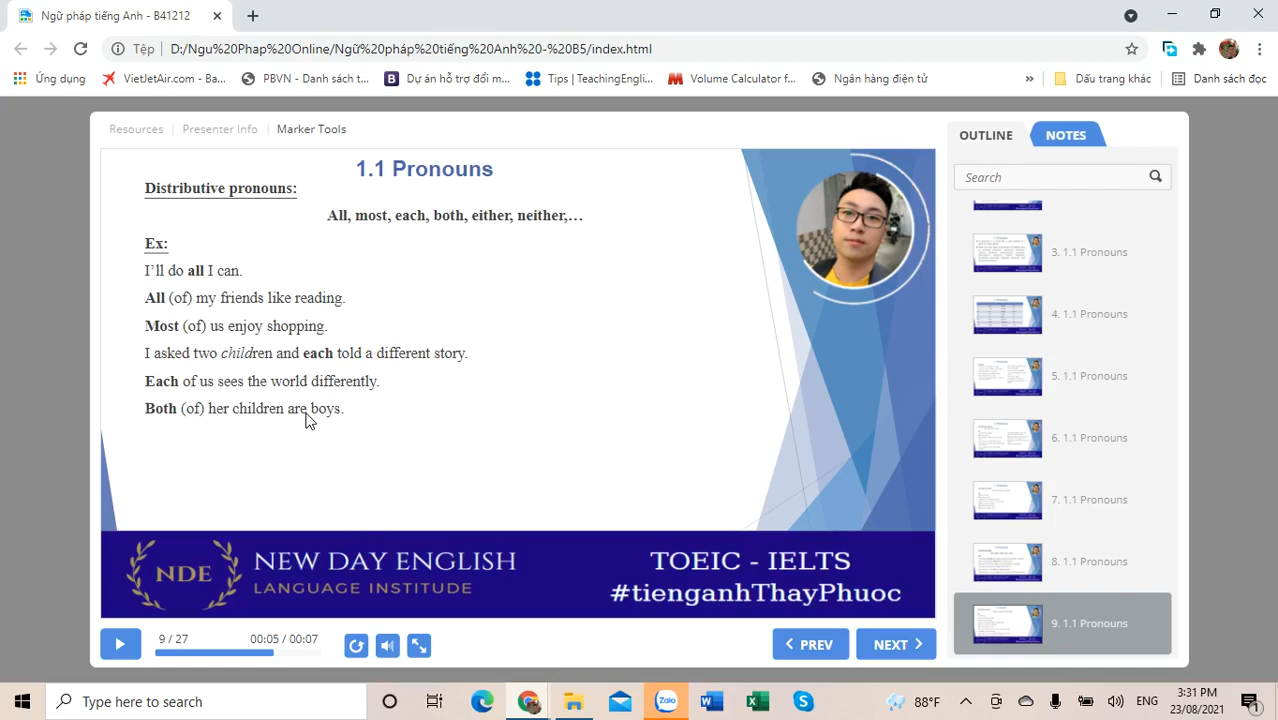 Ngữ pháp tiếng Anh - B41212
Tệp
D:/Ngu%20Phap%20Online/Ngữ%20pháp%20tiếng%20Anh%20-%20B5/index.html
Ứng dụng
VietJetAir.com - Ba...
PBVN - Danh sách t...
Dự án hỗ trợ đổi m...
Tips | TeachingEngli...
Volume Calculator f...
Ngân hàng điện tử
»
Dấu trang khác
Danh sách đọc
Resources | Presenter Info | Marker Tools
1.1 Pronouns
Distributive pronouns:
All, most, each, both, either, neither,…
Ex:
I’ll do all I can.
All (of) my friends like reading.
Most (of) us enjoy shopping.
I asked two children and each told a different story.
Each of us sees the world differently.
Both (of) her children are boys.
NDE
NEW DAY ENGLISH
LANGUAGE INSTITUDE
TOEIC - IELTS
#tienganhThayPhuoc
9 / 27
00:05 / 00:07
PREV
NEXT
OUTLINE
NOTES
Search
3. 1.1 Pronouns
4. 1.1 Pronouns
5. 1.1 Pronouns
6. 1.1 Pronouns
7. 1.1 Pronouns
8. 1.1 Pronouns
9. 1.1 Pronouns
Type here to search
Zalo
88°F
ENG
3:31 PM
23/08/2021
1